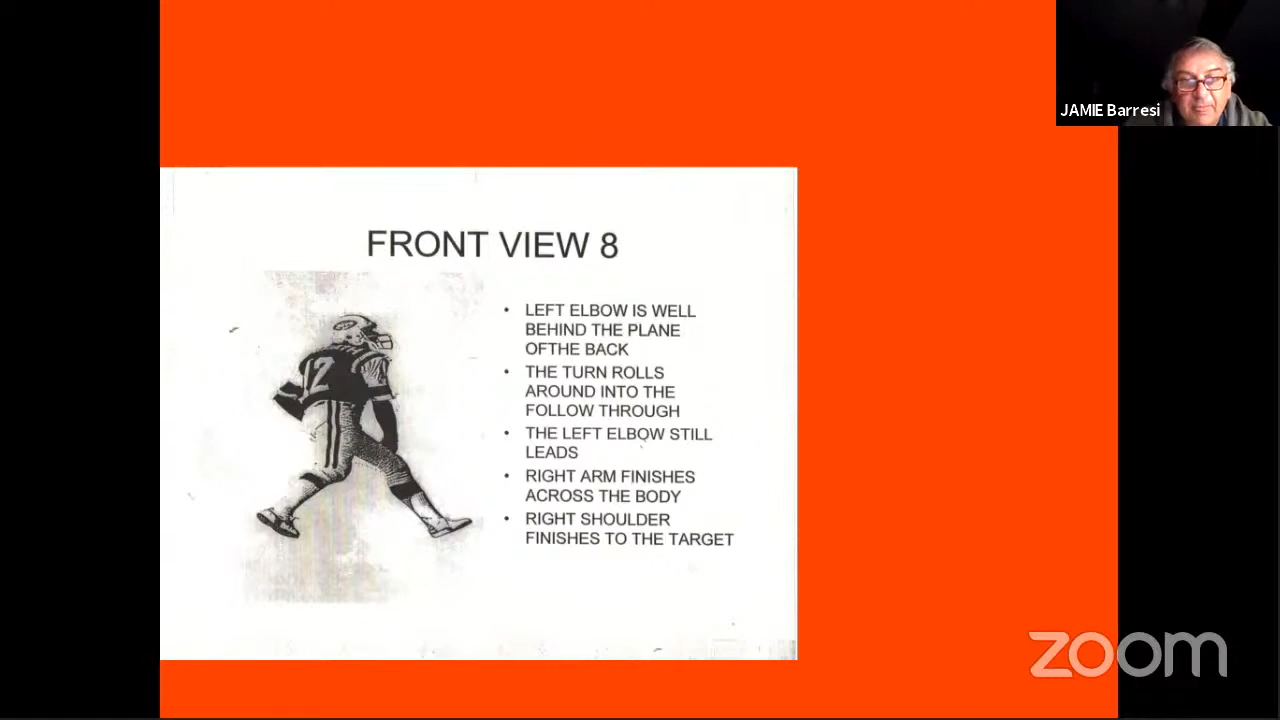 JAMIE Barresi
FRONT VIEW 8
• LEFT ELBOW IS WELL
BEHIND THE PLANE
OFTHE BACK
• THE TURN ROLLS
AROUND INTO THE
FOLLOW THROUGH
• THE LEFT ELBOW STILL
LEADS
• RIGHT ARM FINISHES
ACROSS THE BODY
• RIGHT SHOULDER
FINISHES TO THE TARGET
12
zoom